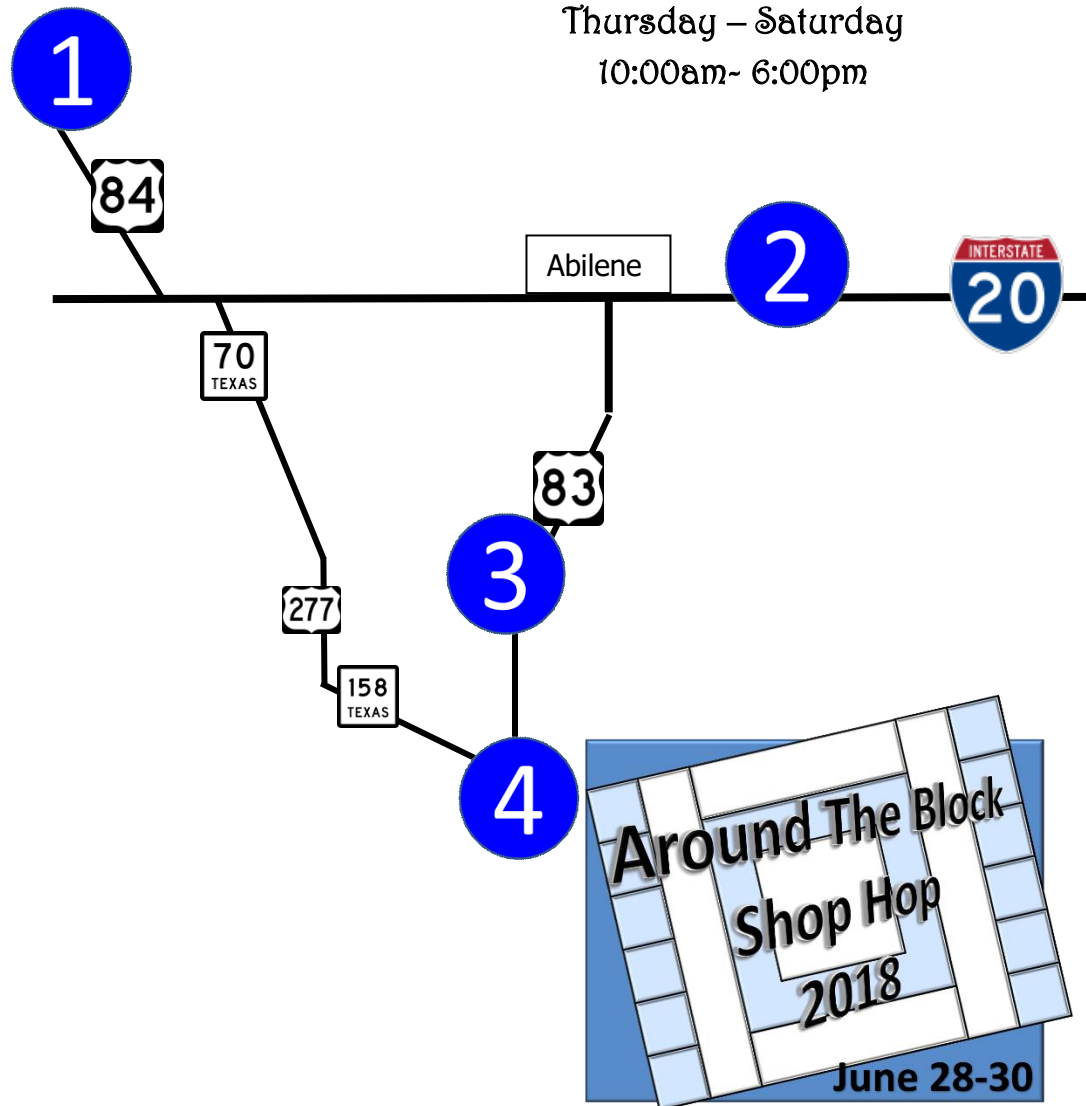 Thursday – Saturday
10:00am- 6:00pm
1
84
Abilene
2
INTERSTATE
20
70
TEXAS
83
3
277
158
TEXAS
4
Around The Block
Shop Hop
2018
June 28-30